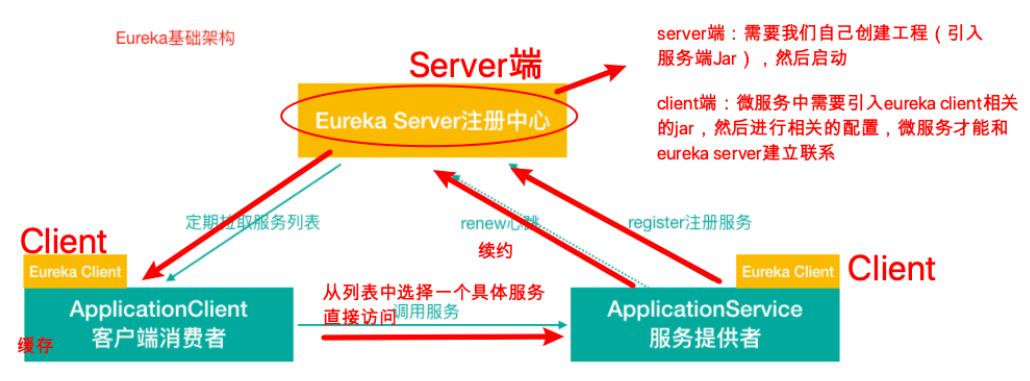 Eureka基础架构
server端：需要我们自己创建工程（引入
服务端Jar），然后启动
Server端
client端：微服务中需要引入eureka client相关
的jar，然后进行相关的配置，微服务才能和
eureka server建立联系
Eureka Server注册中心
定期拉取服务列表
renew心跳
register注册服务
续约
Client
Client
Eureka Client
Eureka Client
从列表中选择一个具体服务
直接访问
调用服务
ApplicationClient
客户端消费者
ApplicationService
服务提供者
缓存